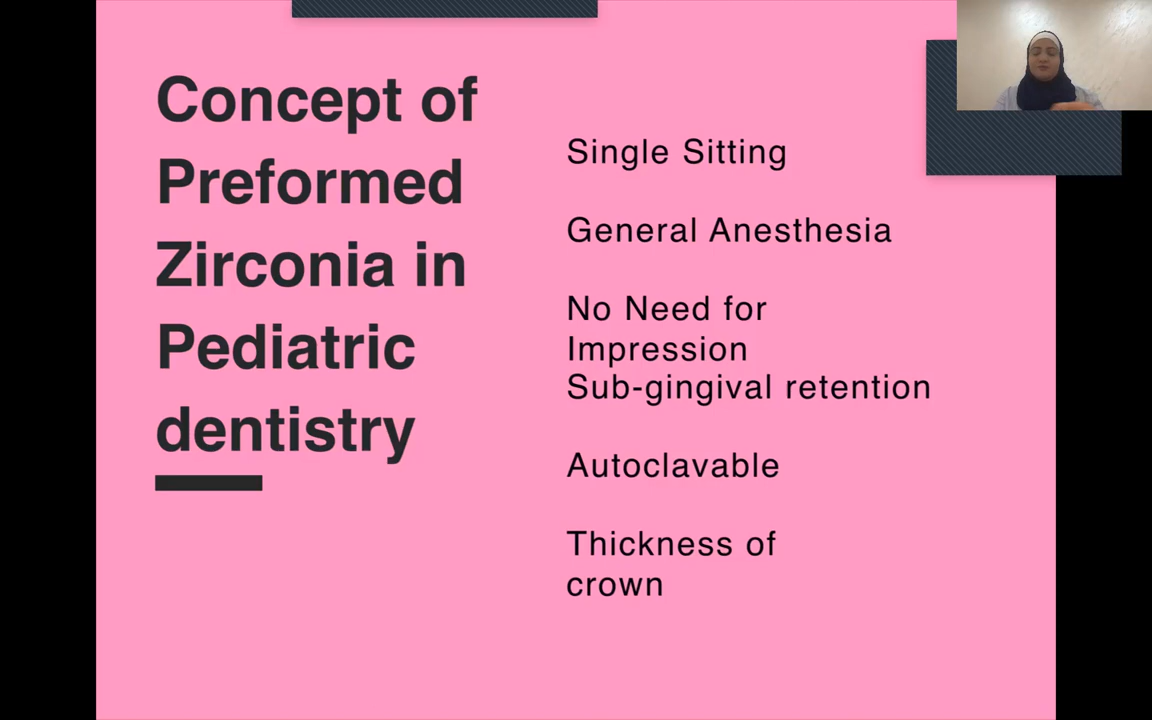 Concept of
Preformed
Zirconia in
Pediatric
dentistry
Single Sitting
General Anesthesia
No Need for
Impression
Sub-gingival retention
Autoclavable
Thickness of
crown